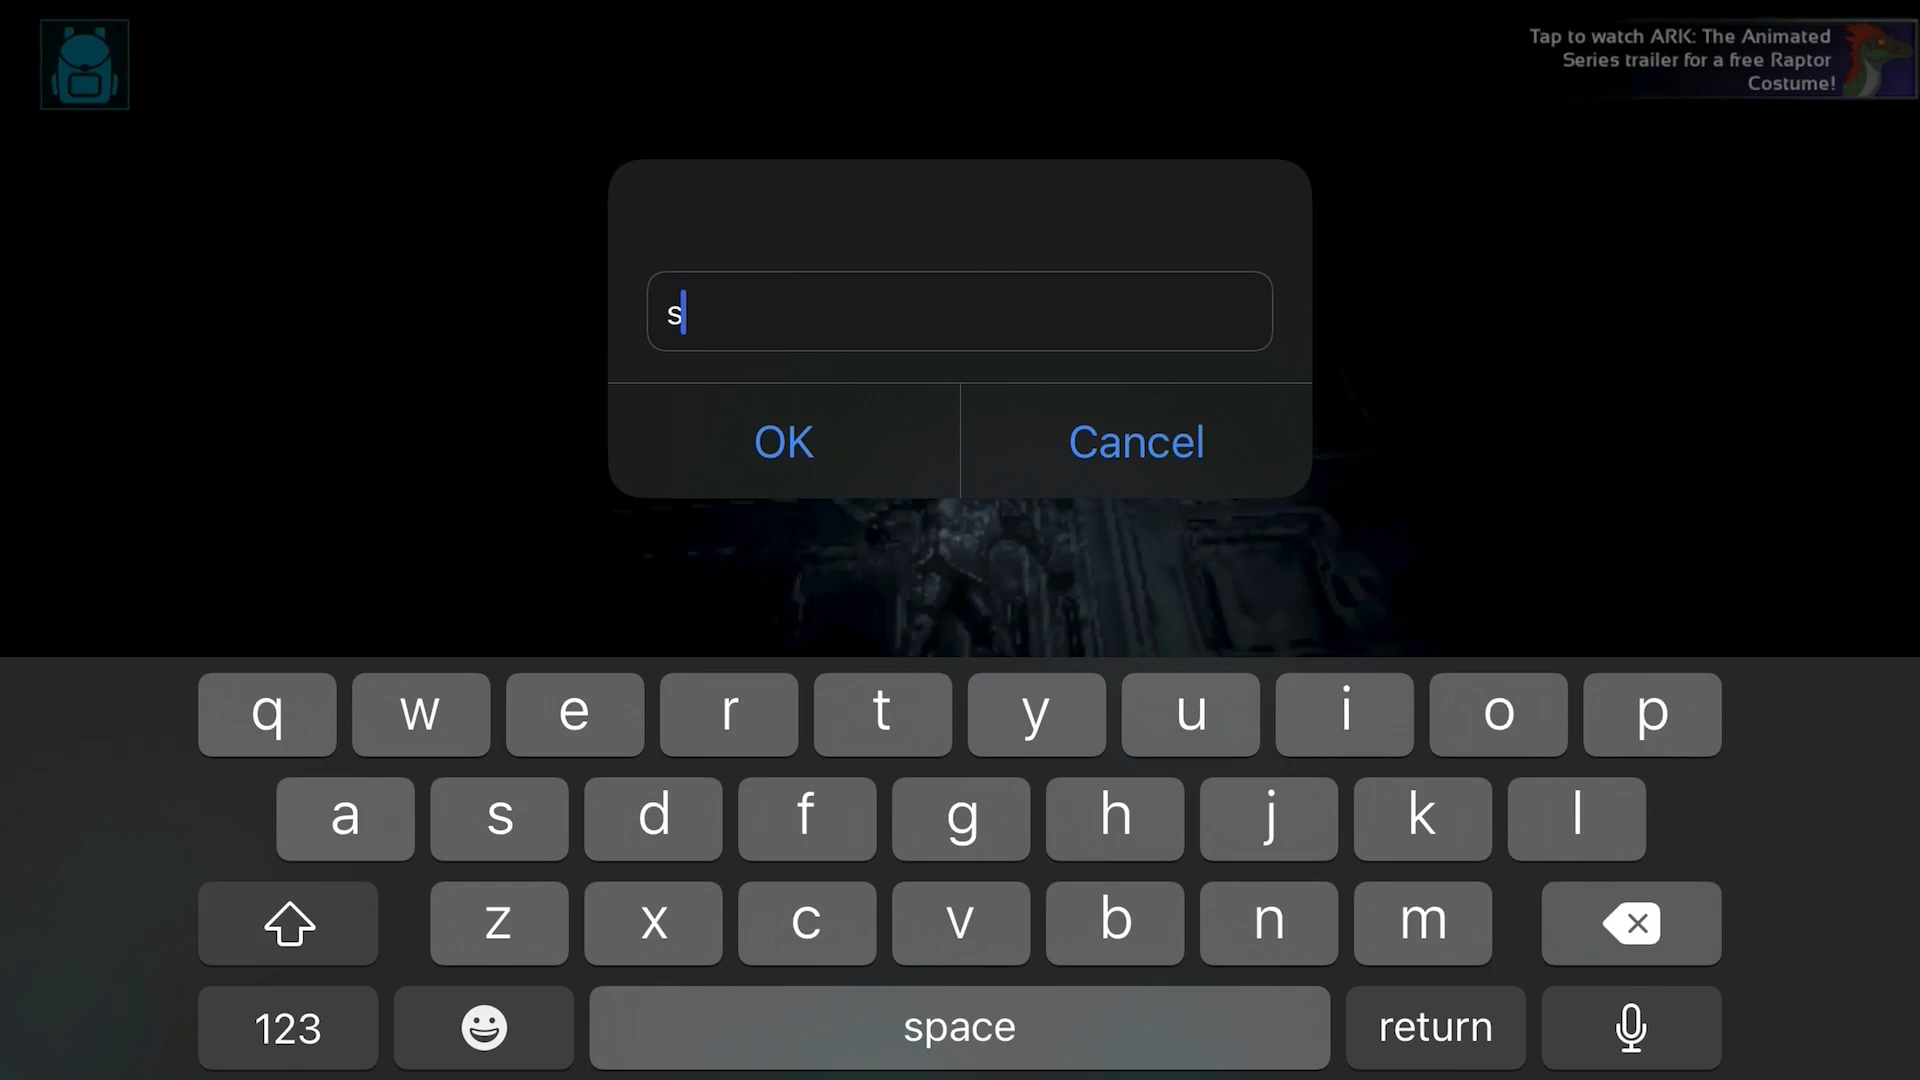 Tap to watch ARK: The Animated
Series trailer for a free Raptor
Costume!
s
OK
Cancel
q w e r t y u i o p
a s d f g h j k l
z x c v b n m
123
space
return